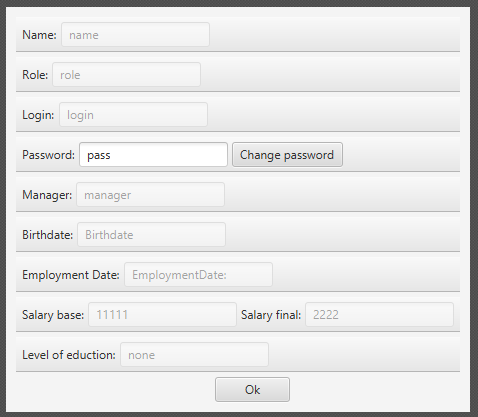 Name: name
Role: role
Login: login
Password: pass Change password
Manager: manager
Birthdate: Birthdate
Employment Date: EmploymentDate:
Salary base: 11111 Salary final: 2222
Level of eduction: none
Ok